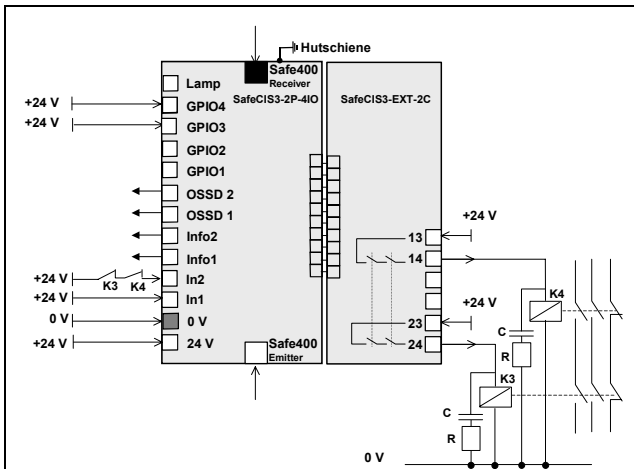 Hutschiene
Safe400
Receiver
Lamp
SafeCIS3-2P-4IO
SafeCIS3-EXT-2C
+24 V
GPIO4
+24 V
GPIO3
GPIO2
GPIO1
OSSD 2
OSSD 1
Info2
Info1
+24 V
K3
K4
In2
+24 V
In1
0 V
0 V
+24 V
24 V
Safe400
Emitter
+24 V
13
14
+24 V
23
24
K4
C
R
K3
C
R
0 V